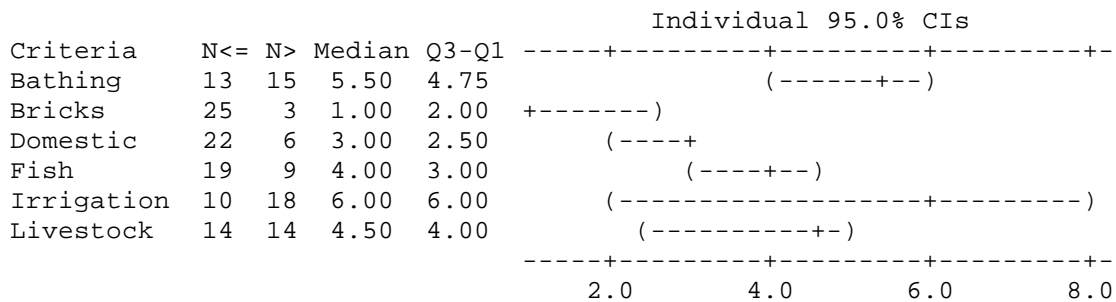 Individual 95.0% CIs
Criteria    N<= N> Median Q3-Q1 -----+---------+---------+---------+-
Bathing     13  15  5.50  4.75                 (------+--)
Bricks      25   3  1.00  2.00  +-------)
Domestic    22   6  3.00  2.50       (----+
Fish        19   9  4.00  3.00            (----+--)
Irrigation  10  18  6.00  6.00       (-------------------+---------)
Livestock   14  14  4.50  4.00         (----------+-)
                                -----+---------+---------+---------+-
                                    2.0       4.0       6.0       8.0